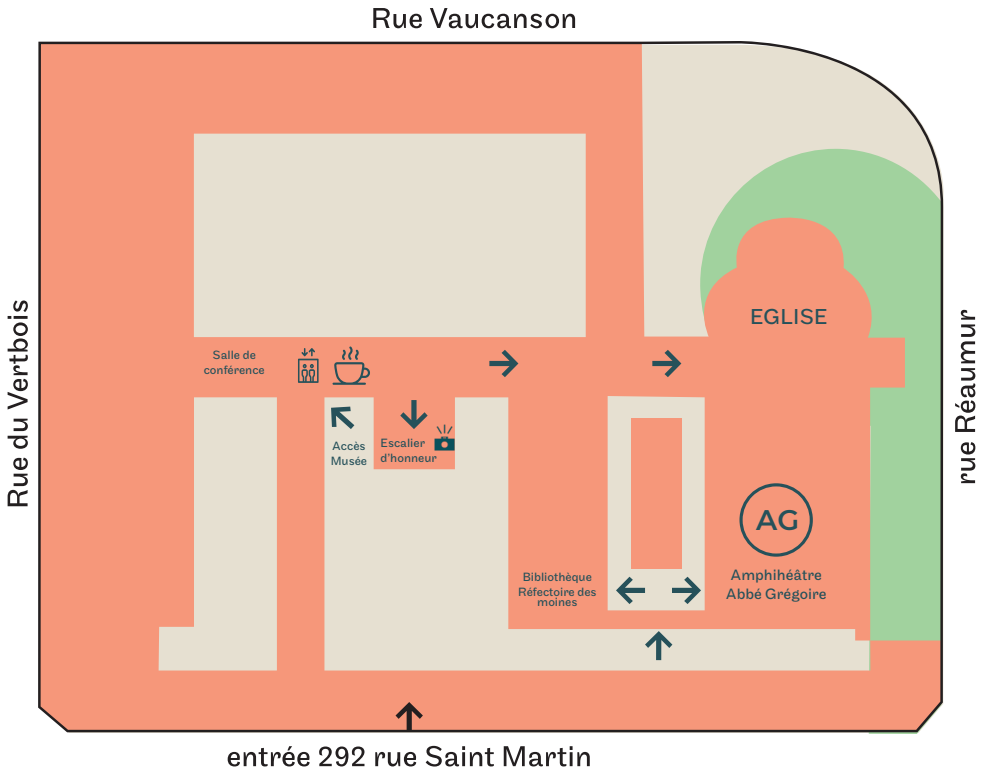 Rue Vaucanson
Rue du Vertbois
rue Réaumur
EGLISE
Salle de
conférence
Accès
Musée
Escalier
d'honneur
AG
Amphihéâtre
Abbé Grégoire
Bibliothèque
Réfectoire des
moines
entrée 292 rue Saint Martin